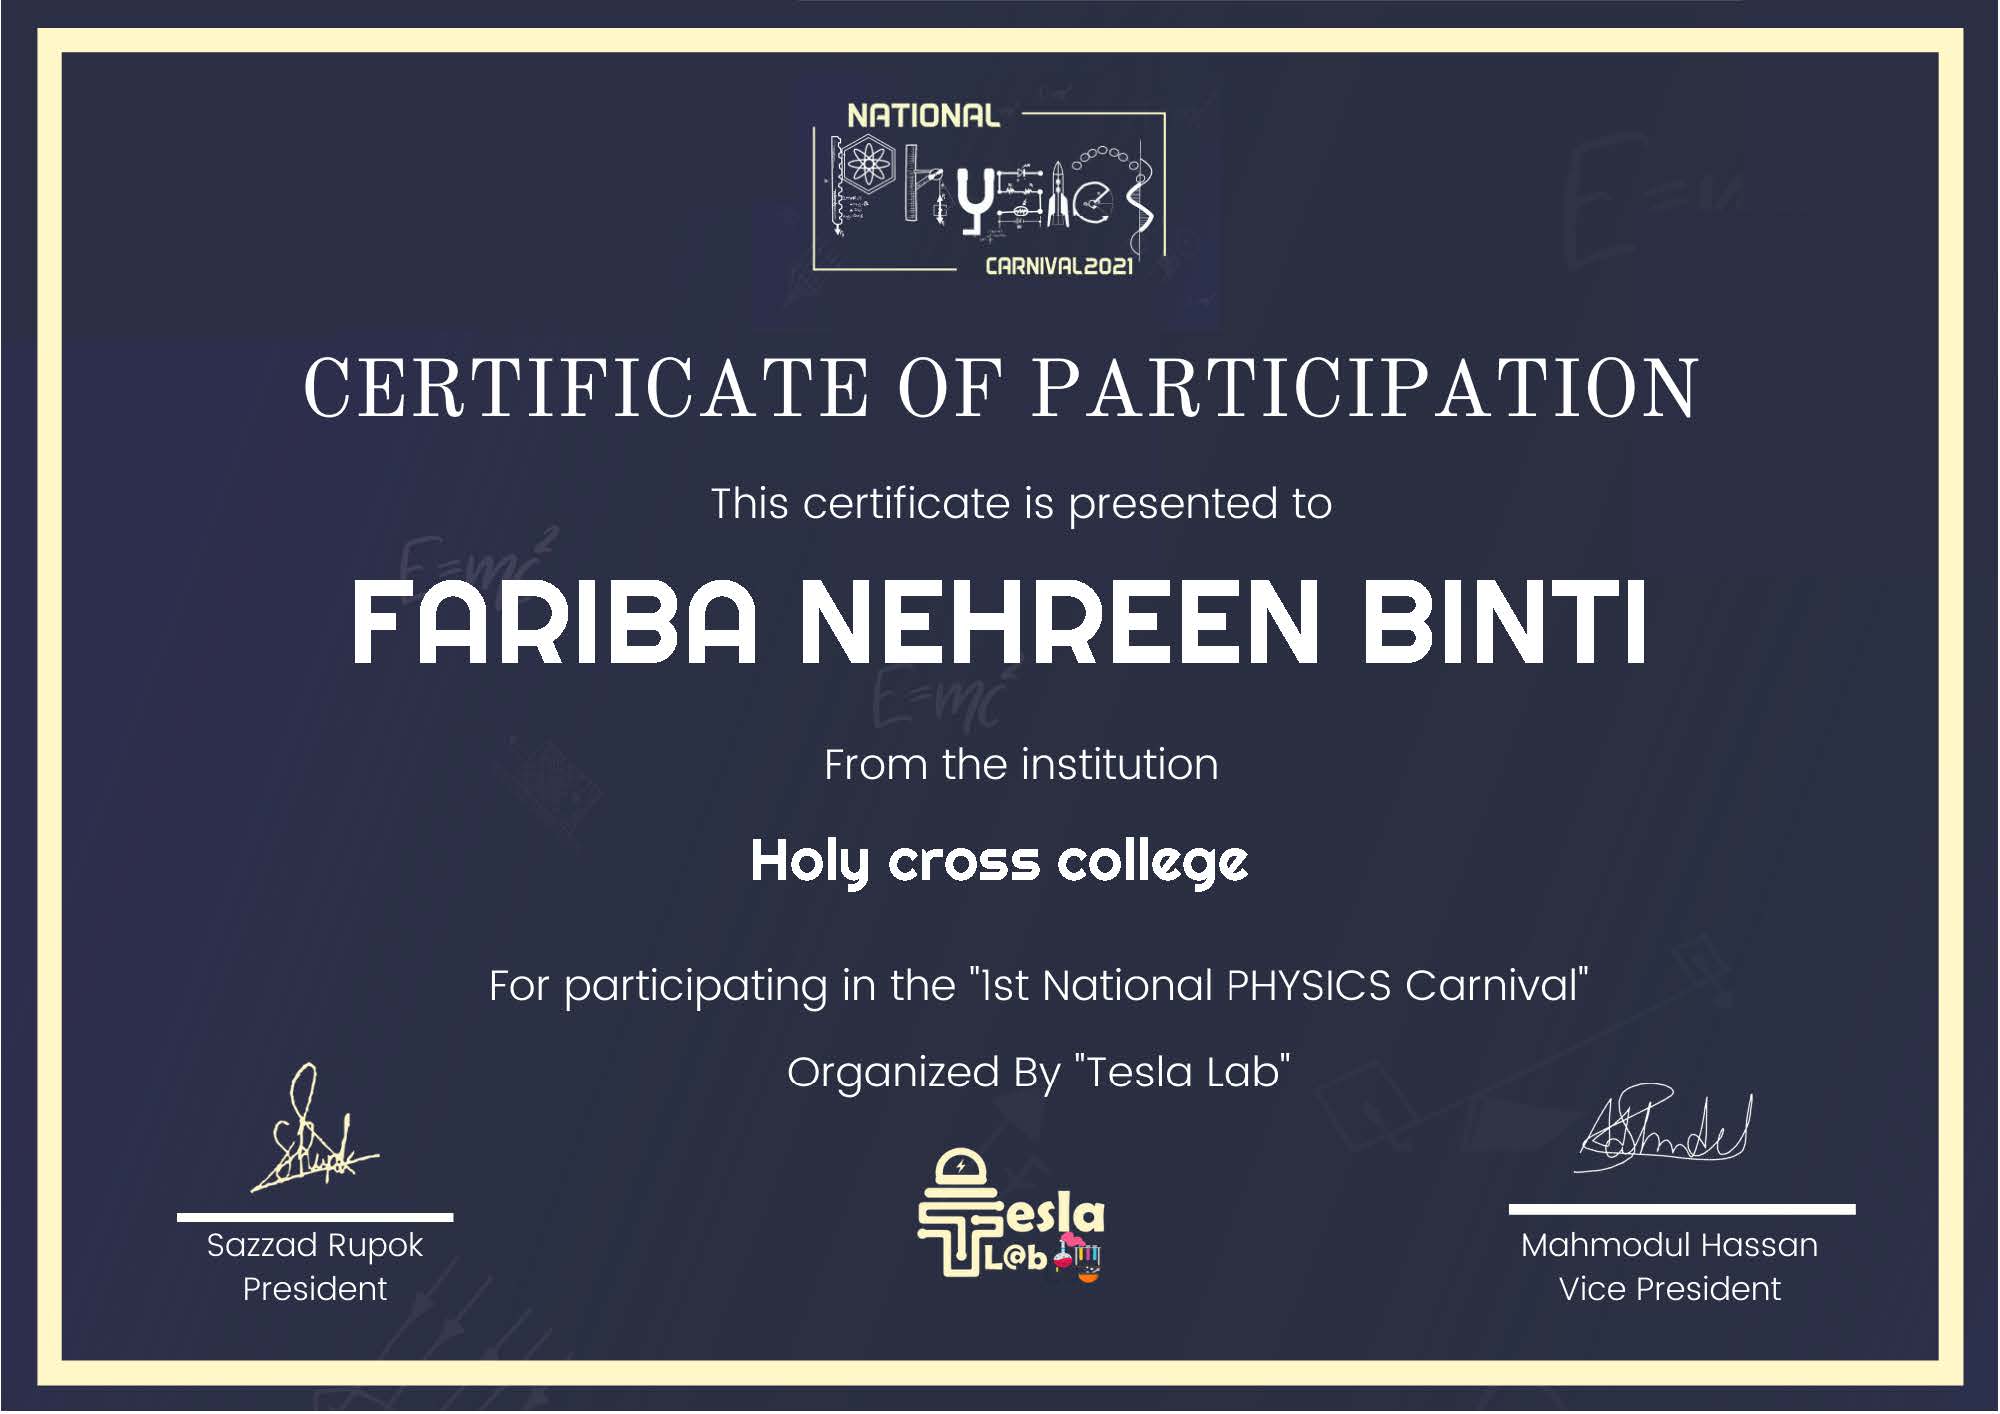 NATIONAL
Physics
CARNIVAL2021
CERTIFICATE OF PARTICIPATION
This certificate is presented to
E=mc²
FARIBA NEHREEN BINTI
E=mc²
From the institution
Holy cross college
For participating in the "1st National PHYSICS Carnival"
Organized By "Tesla Lab"
Tesla
L@b
Sazzad Rupok
President
Mahmodul Hassan
Vice President